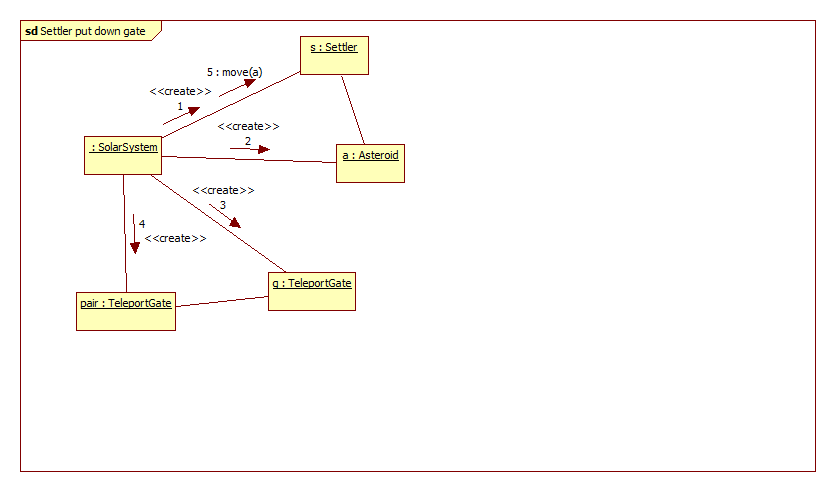 sd Settler put down gate
s : Settler
5 : move(a)
<<create>>
1
<<create>>
2
: SolarSystem
a : Asteroid
<<create>>
3
4
<<create>>
g : TeleportGate
pair : TeleportGate